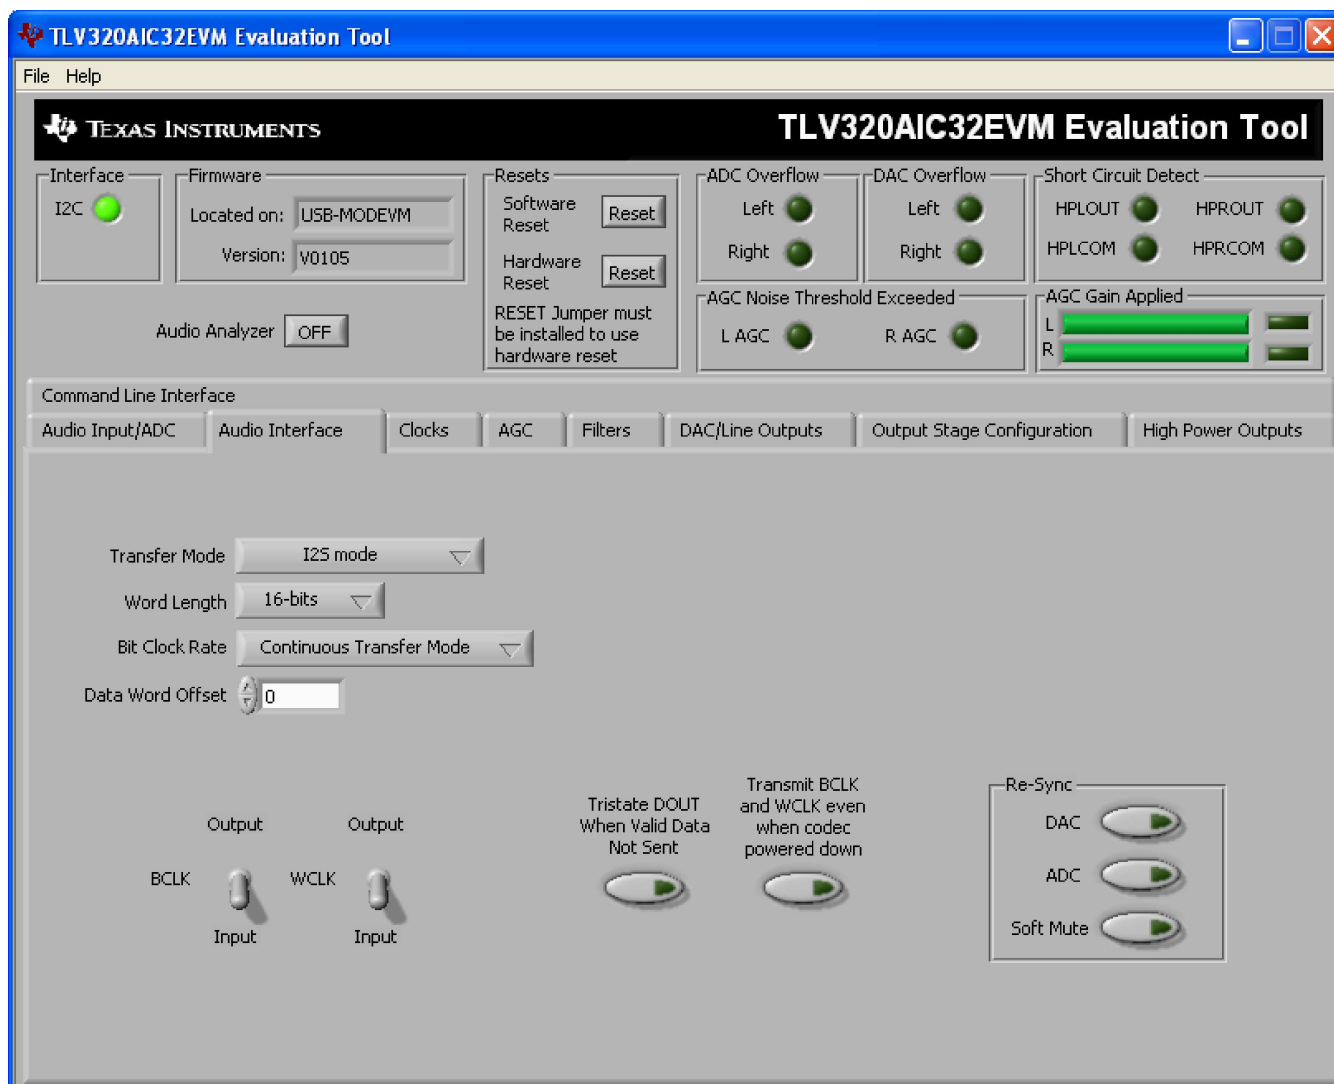 TLV320AIC32EVM Evaluation Tool
File Help
TEXAS INSTRUMENTS
TLV320AIC32EVM Evaluation Tool
Interface
I2C
Firmware
Located on: USB-MODEVM
Version: V0105
Audio Analyzer OFF
Resets
Software
Reset
Reset
Hardware
Reset
Reset
RESET Jumper must
be installed to use
hardware reset
ADC Overflow
Left
Right
DAC Overflow
Left
Right
Short Circuit Detect
HPLOUT HPROUT
HPLCOM HPRCOM
AGC Noise Threshold Exceeded
L AGC R AGC
AGC Gain Applied
L
R
Command Line Interface
Audio Input/ADC Audio Interface Clocks AGC Filters DAC/Line Outputs Output Stage Configuration High Power Outputs
Transfer Mode I2S mode
Word Length 16-bits
Bit Clock Rate Continuous Transfer Mode
Data Word Offset 0
Output
BCLK
Input
Output
WCLK
Input
Tristate DOUT
When Valid Data
Not Sent
Transmit BCLK
and WCLK even
when codec
powered down
Re-Sync
DAC
ADC
Soft Mute